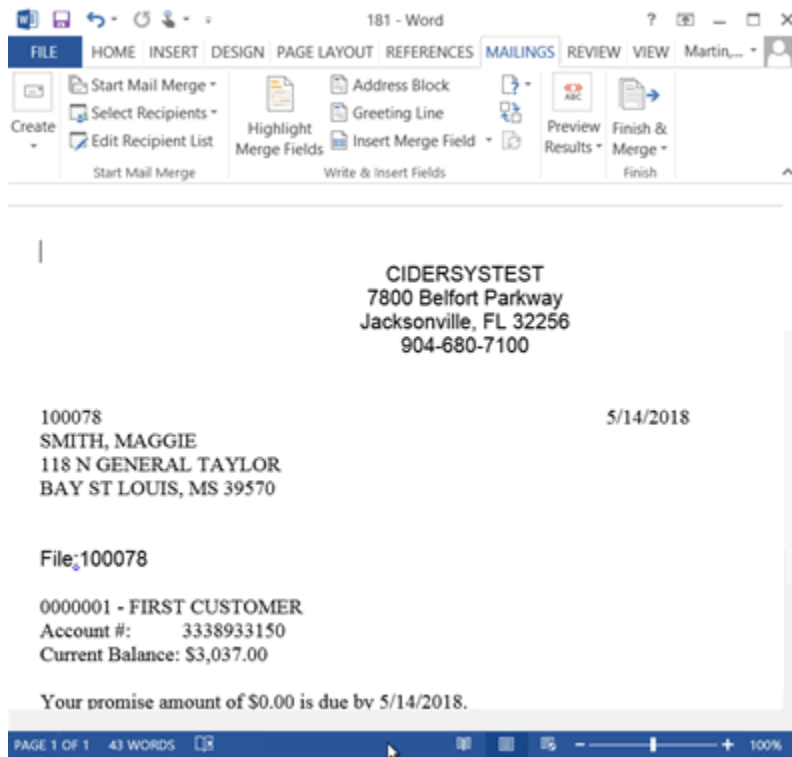 181 - Word
FILE HOME INSERT DESIGN PAGE LAYOUT REFERENCES MAILINGS REVIEW VIEW Martin,...
Create
Start Mail Merge
Select Recipients
Edit Recipient List
Start Mail Merge
Highlight
Merge Fields
Address Block
Greeting Line
Insert Merge Field
Write & Insert Fields
ABC
Preview
Results
Finish &
Merge
Finish
CIDERSYSTEST
7800 Belfort Parkway
Jacksonville, FL 32256
904-680-7100
100078 5/14/2018
SMITH, MAGGIE
118 N GENERAL TAYLOR
BAY ST LOUIS, MS 39570
File:100078
0000001 - FIRST CUSTOMER
Account #: 3338933150
Current Balance: $3,037.00
Your promise amount of $0.00 is due by 5/14/2018.
PAGE 1 OF 1 43 WORDS 100%